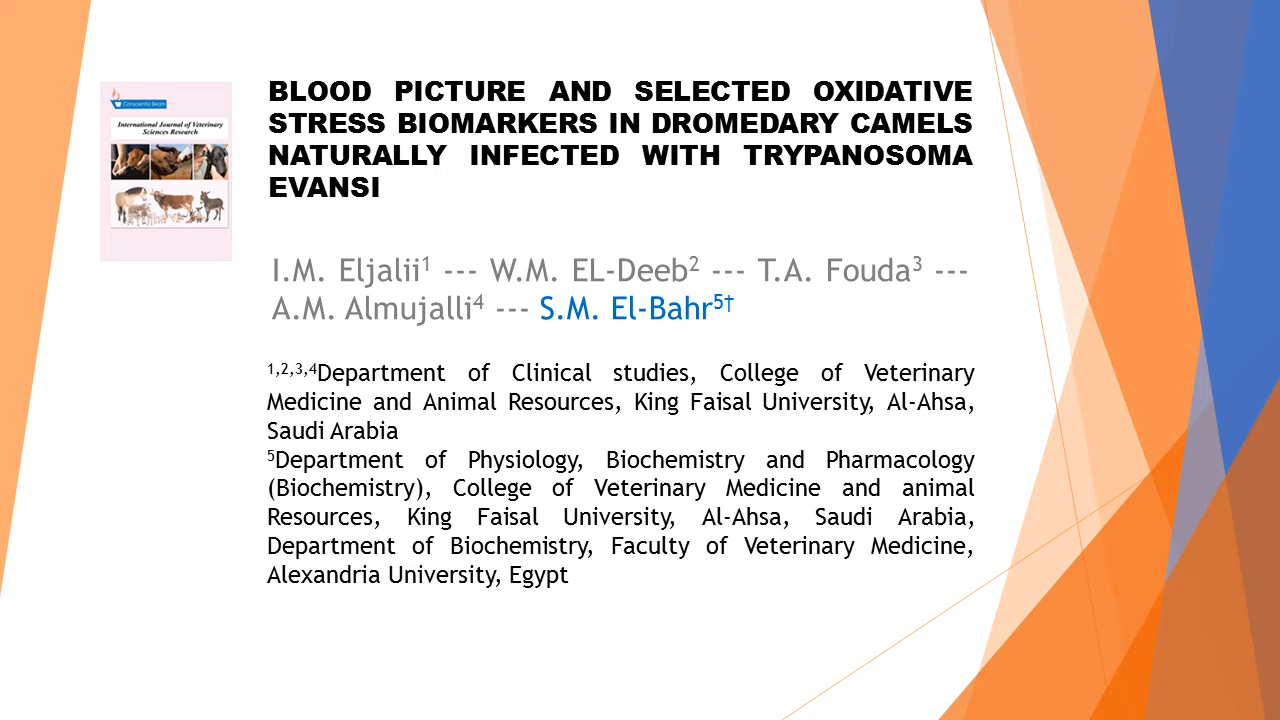 Conscientia Beam
International Journal of Veterinary
Sciences Research
BLOOD PICTURE AND SELECTED OXIDATIVE
STRESS BIOMARKERS IN DROMEDARY CAMELS
NATURALLY INFECTED WITH TRYPANOSOMA
EVANSI
I.M. Eljalii¹ --- W.M. EL-Deeb² --- T.A. Fouda³ ---
A.M. Almujalli⁴ --- S.M. El-Bahr⁵†
¹,²,³,⁴Department of Clinical studies, College of Veterinary
Medicine and Animal Resources, King Faisal University, Al-Ahsa,
Saudi Arabia
⁵Department of Physiology, Biochemistry and Pharmacology
(Biochemistry), College of Veterinary Medicine and animal
Resources, King Faisal University, Al-Ahsa, Saudi Arabia,
Department of Biochemistry, Faculty of Veterinary Medicine,
Alexandria University, Egypt